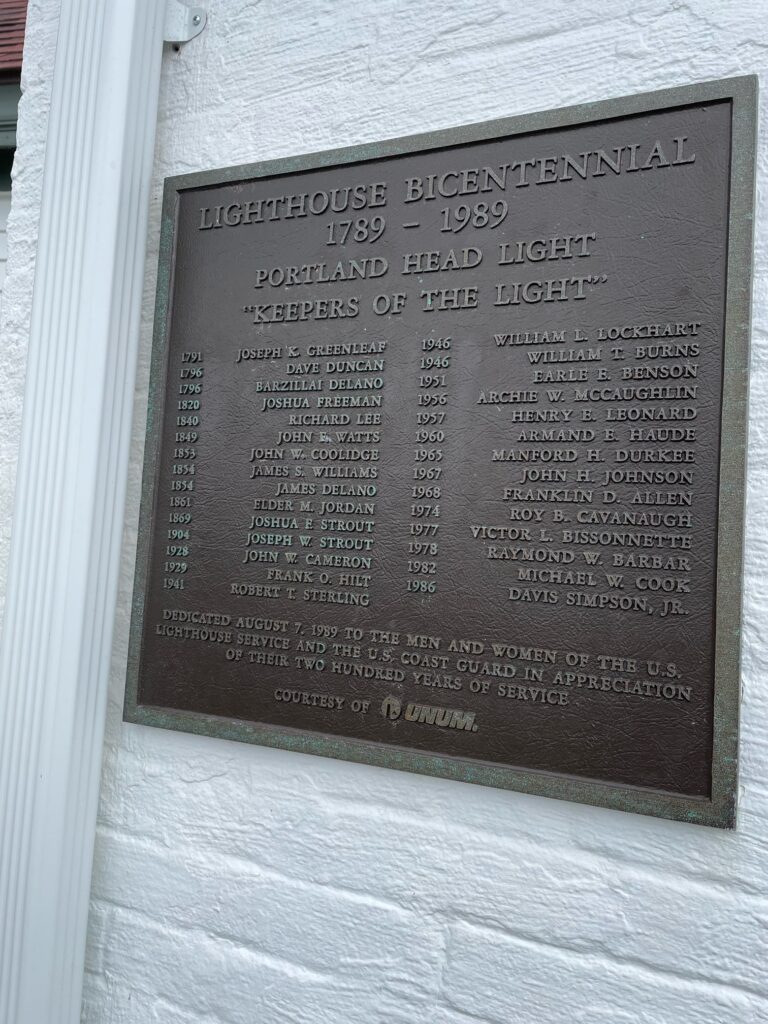 LIGHTHOUSE BICENTENNIAL
1789 - 1989
PORTLAND HEAD LIGHT
"KEEPERS OF THE LIGHT"
1791 JOSEPH K. GREENLEAF
1796 DAVE DUNCAN
1796 BARZILLAI DELANO
1820 JOSHUA FREEMAN
1840 RICHARD LEE
1849 JOHN F. WATTS
1853 JOHN W. COOLIDGE
1854 JAMES S. WILLIAMS
1854 JAMES DELANO
1861 ELDER M. JORDAN
1869 JOSHUA F. STROUT
1904 JOSEPH W. STROUT
1928 JOHN W. CAMERON
1929 FRANK O. HILT
1941 ROBERT T. STERLING
1946 WILLIAM L. LOCKHART
1946 WILLIAM T. BURNS
1951 EARLE E. BENSON
1956 ARCHIE W. MCCAUGHLIN
1957 HENRY E. LEONARD
1960 ARMAND E. HAUDE
1965 MANFORD H. DURKEE
1967 JOHN H. JOHNSON
1968 FRANKLIN D. ALLEN
1974 ROY B. CAVANAUGH
1977 VICTOR L. BISSONNETTE
1978 RAYMOND W. BARBAR
1982 MICHAEL W. COOK
1986 DAVIS SIMPSON, JR.
DEDICATED AUGUST 7, 1989 TO THE MEN AND WOMEN OF THE U.S.
LIGHTHOUSE SERVICE AND THE U.S. COAST GUARD IN APPRECIATION
OF THEIR TWO HUNDRED YEARS OF SERVICE
COURTESY OF UNUM.